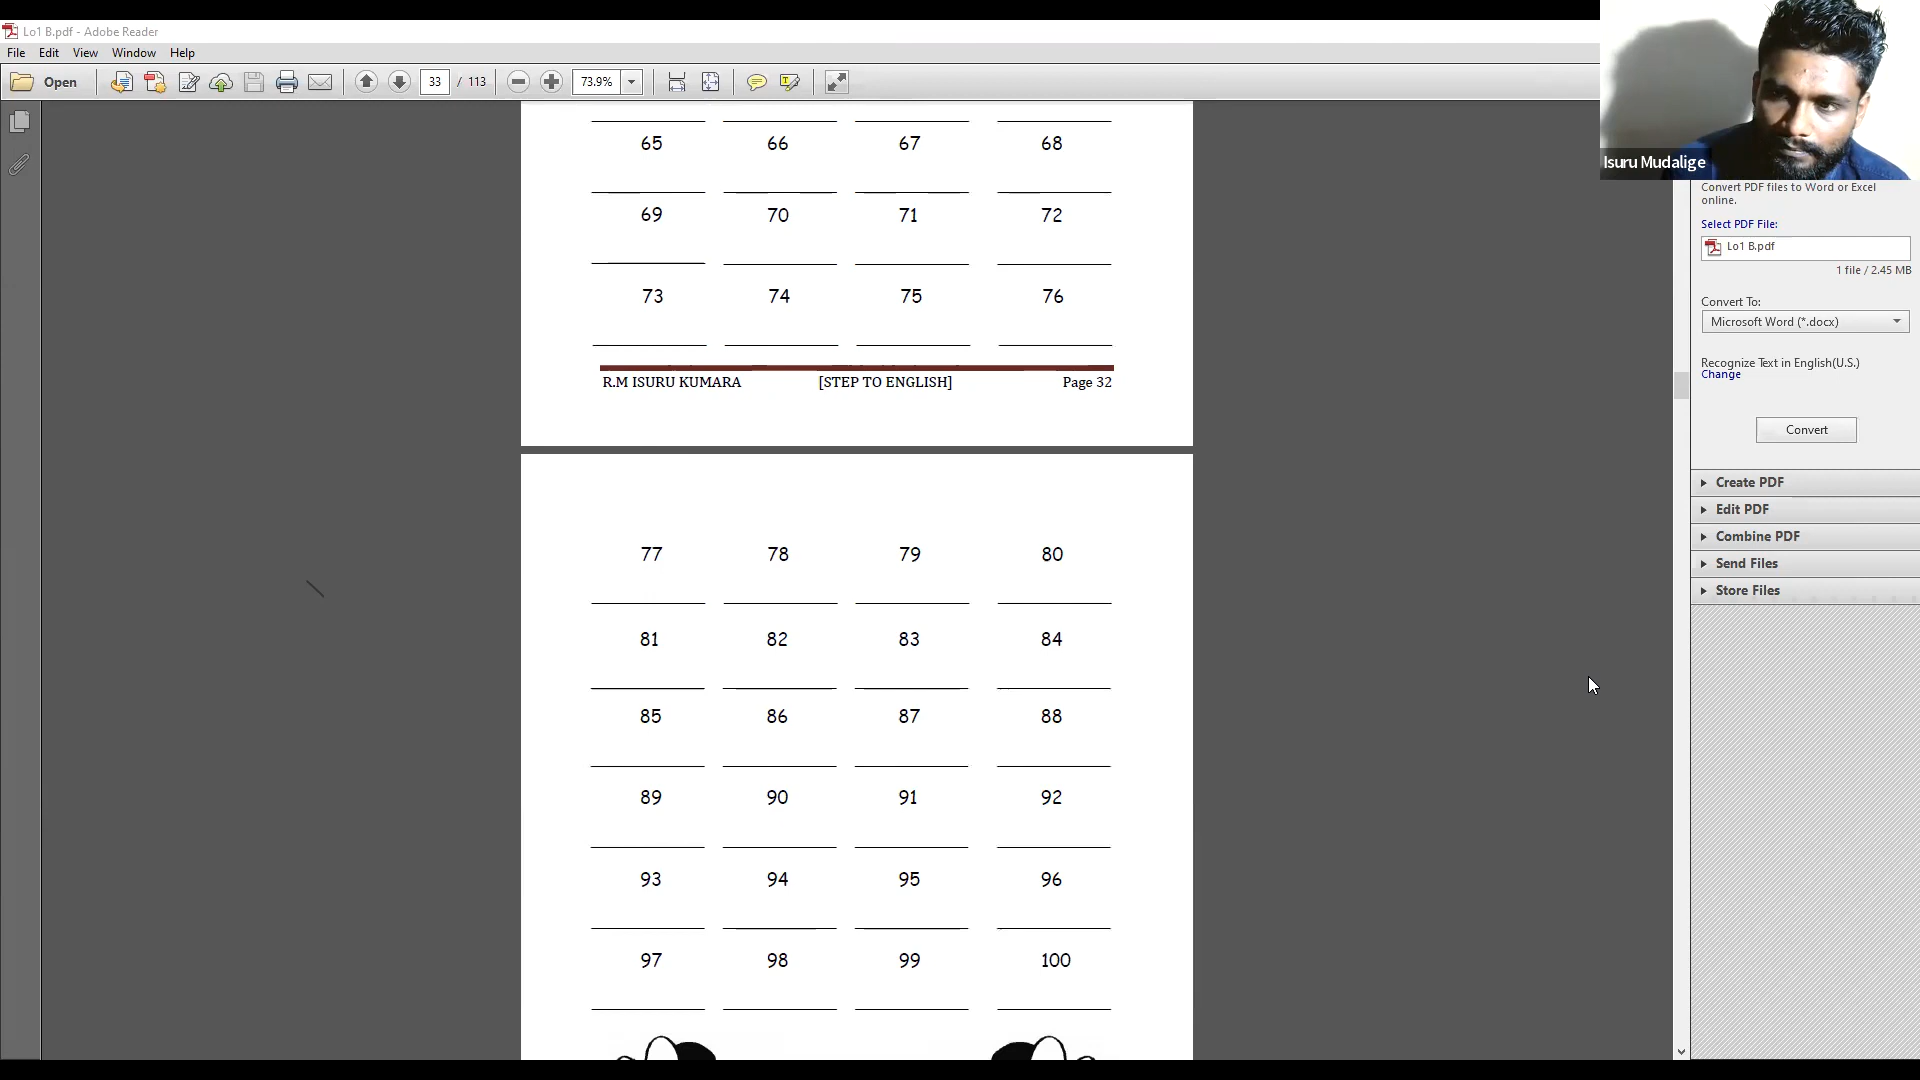 Lo1 B.pdf - Adobe Reader
File Edit View Window Help
Open 33 / 113 73.9%
65 66 67 68
69 70 71 72
73 74 75 76
R.M ISURU KUMARA [STEP TO ENGLISH] Page 32
77 78 79 80
81 82 83 84
85 86 87 88
89 90 91 92
93 94 95 96
97 98 99 100
Isuru Mudalige
Convert PDF files to Word or Excel
online.
Select PDF File:
Lo1 B.pdf
1 file / 2.45 MB
Convert To:
Microsoft Word (*.docx)
Recognize Text in English(U.S.)
Change
Convert
Create PDF
Edit PDF
Combine PDF
Send Files
Store Files